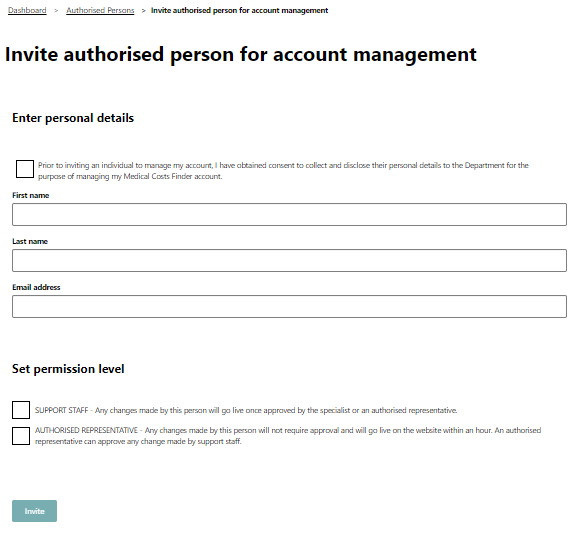 Dashboard > Authorised Persons > Invite authorised person for account management
Invite authorised person for account management
Enter personal details
Prior to inviting an individual to manage my account, I have obtained consent to collect and disclose their personal details to the Department for the
purpose of managing my Medical Costs Finder account.
First name
Last name
Email address
Set permission level
SUPPORT STAFF - Any changes made by this person will go live once approved by the specialist or an authorised representative.
AUTHORISED REPRESENTATIVE - Any changes made by this person will not require approval and will go live on the website within an hour. An authorised
representative can approve any change made by support staff.
Invite